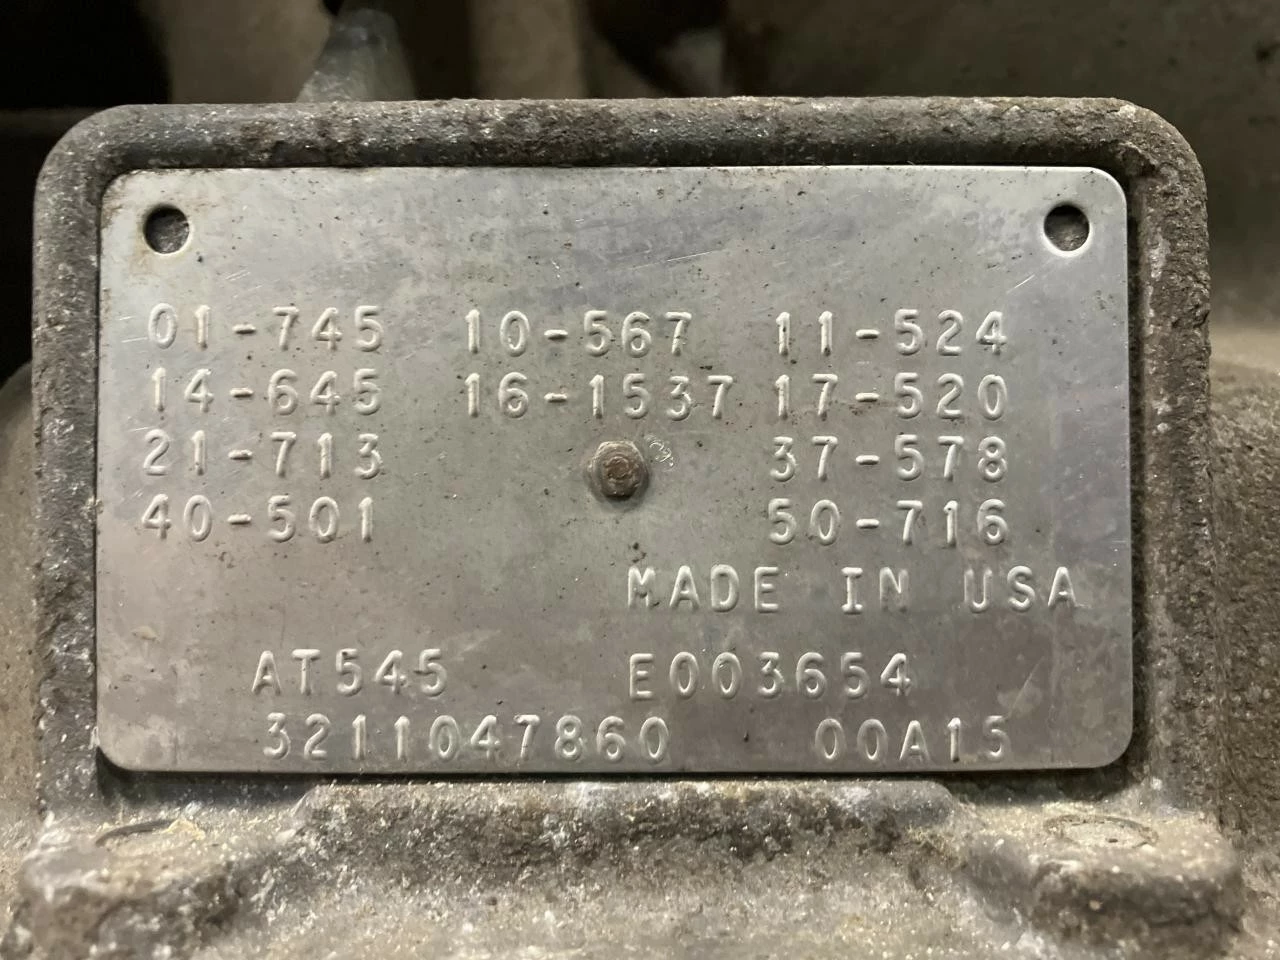 01-745 10-567 11-524
14-645 16-1537 17-520
21-713 37-578
40-501 50-716
MADE IN USA
AT545 E003654
3211047860 00A15